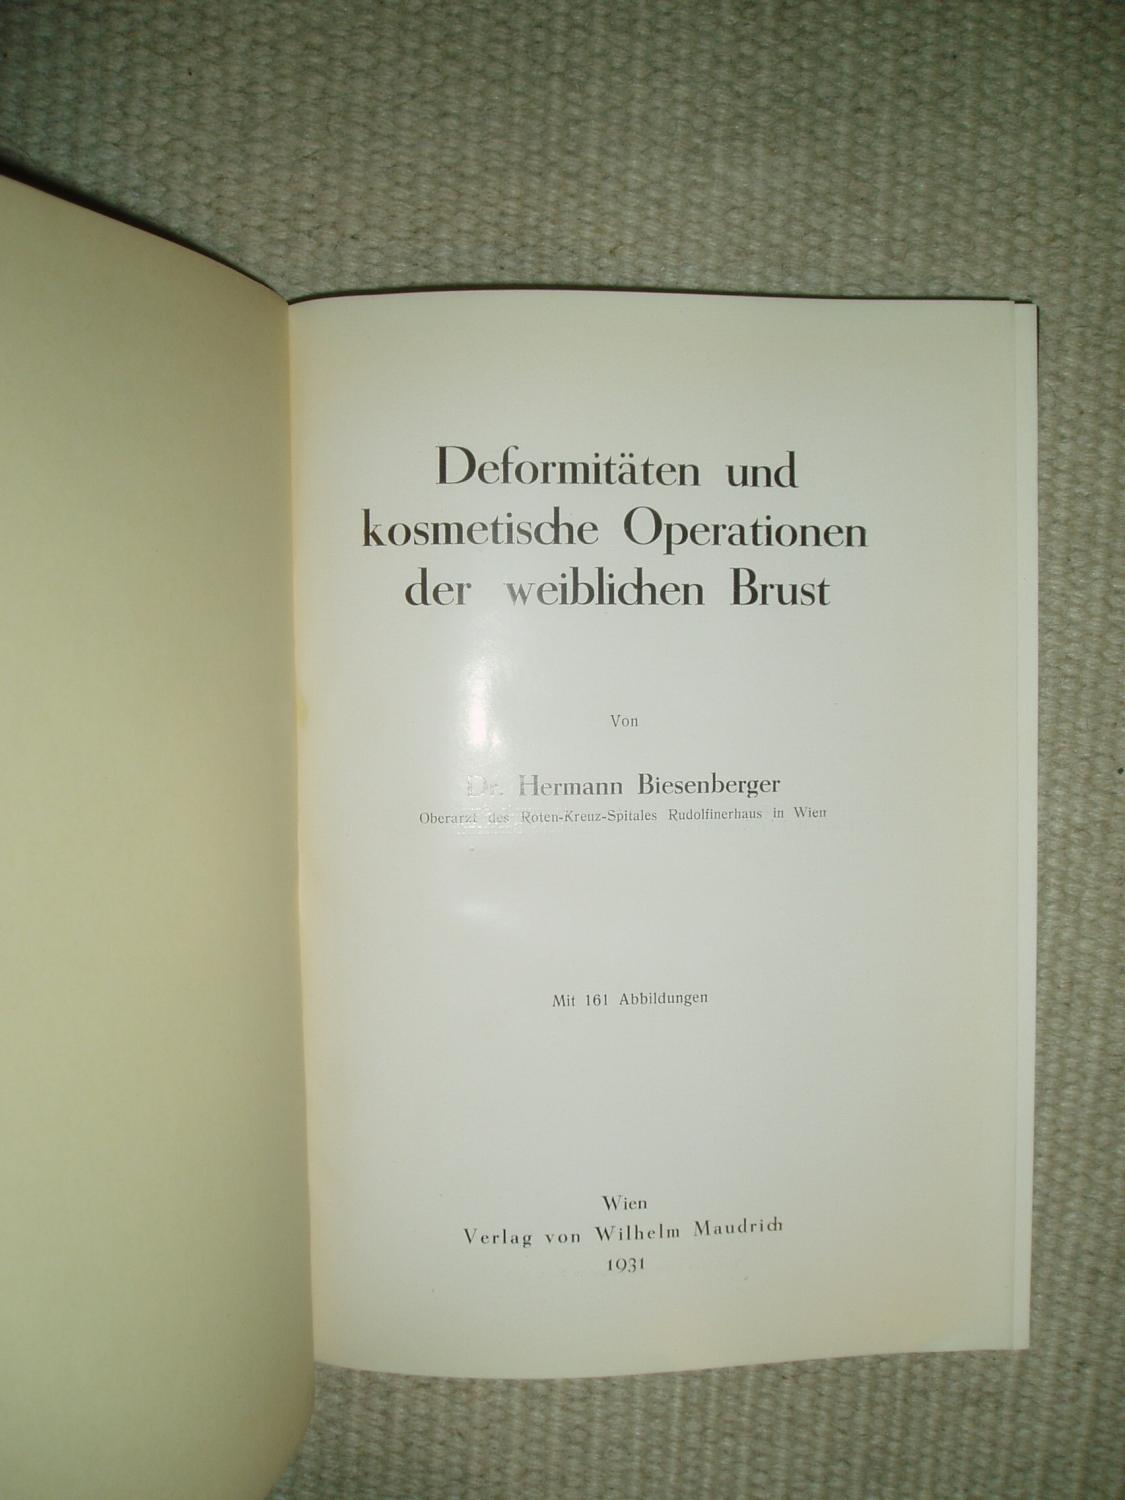 Deformitäten und
kosmetische Operationen
der weiblichen Brust
Von
Dr. Hermann Biesenberger
Oberarzt des Roten-Kreuz-Spitales Rudolfinerhaus in Wien
Mit 161 Abbildungen
Wien
Verlag von Wilhelm Maudrich
1931